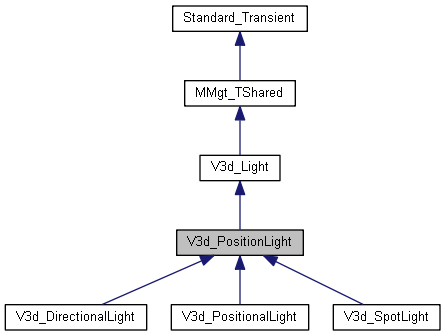 Standard_Transient
MMgt_TShared
V3d_Light
V3d_PositionLight
V3d_DirectionalLight
V3d_PositionalLight
V3d_SpotLight